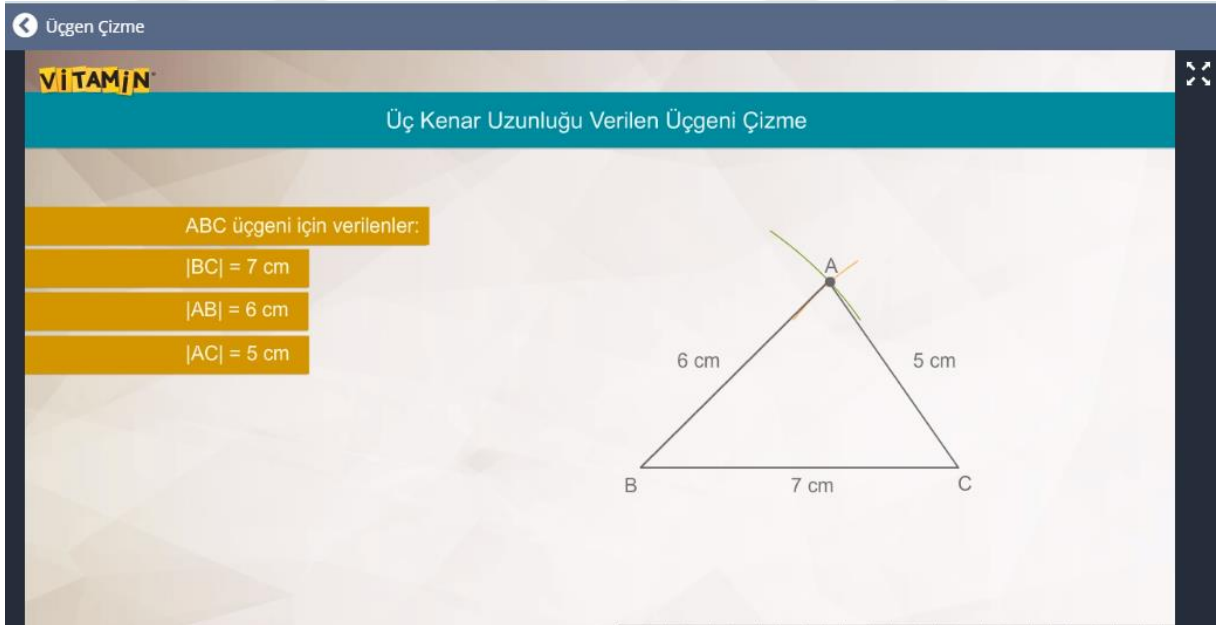 Üçgen Çizme
VİTAMİN
Üç Kenar Uzunluğu Verilen Üçgeni Çizme
ABC üçgeni için verilenler:
|BC| = 7 cm
|AB| = 6 cm
|AC| = 5 cm
A
6 cm
5 cm
B
7 cm
C